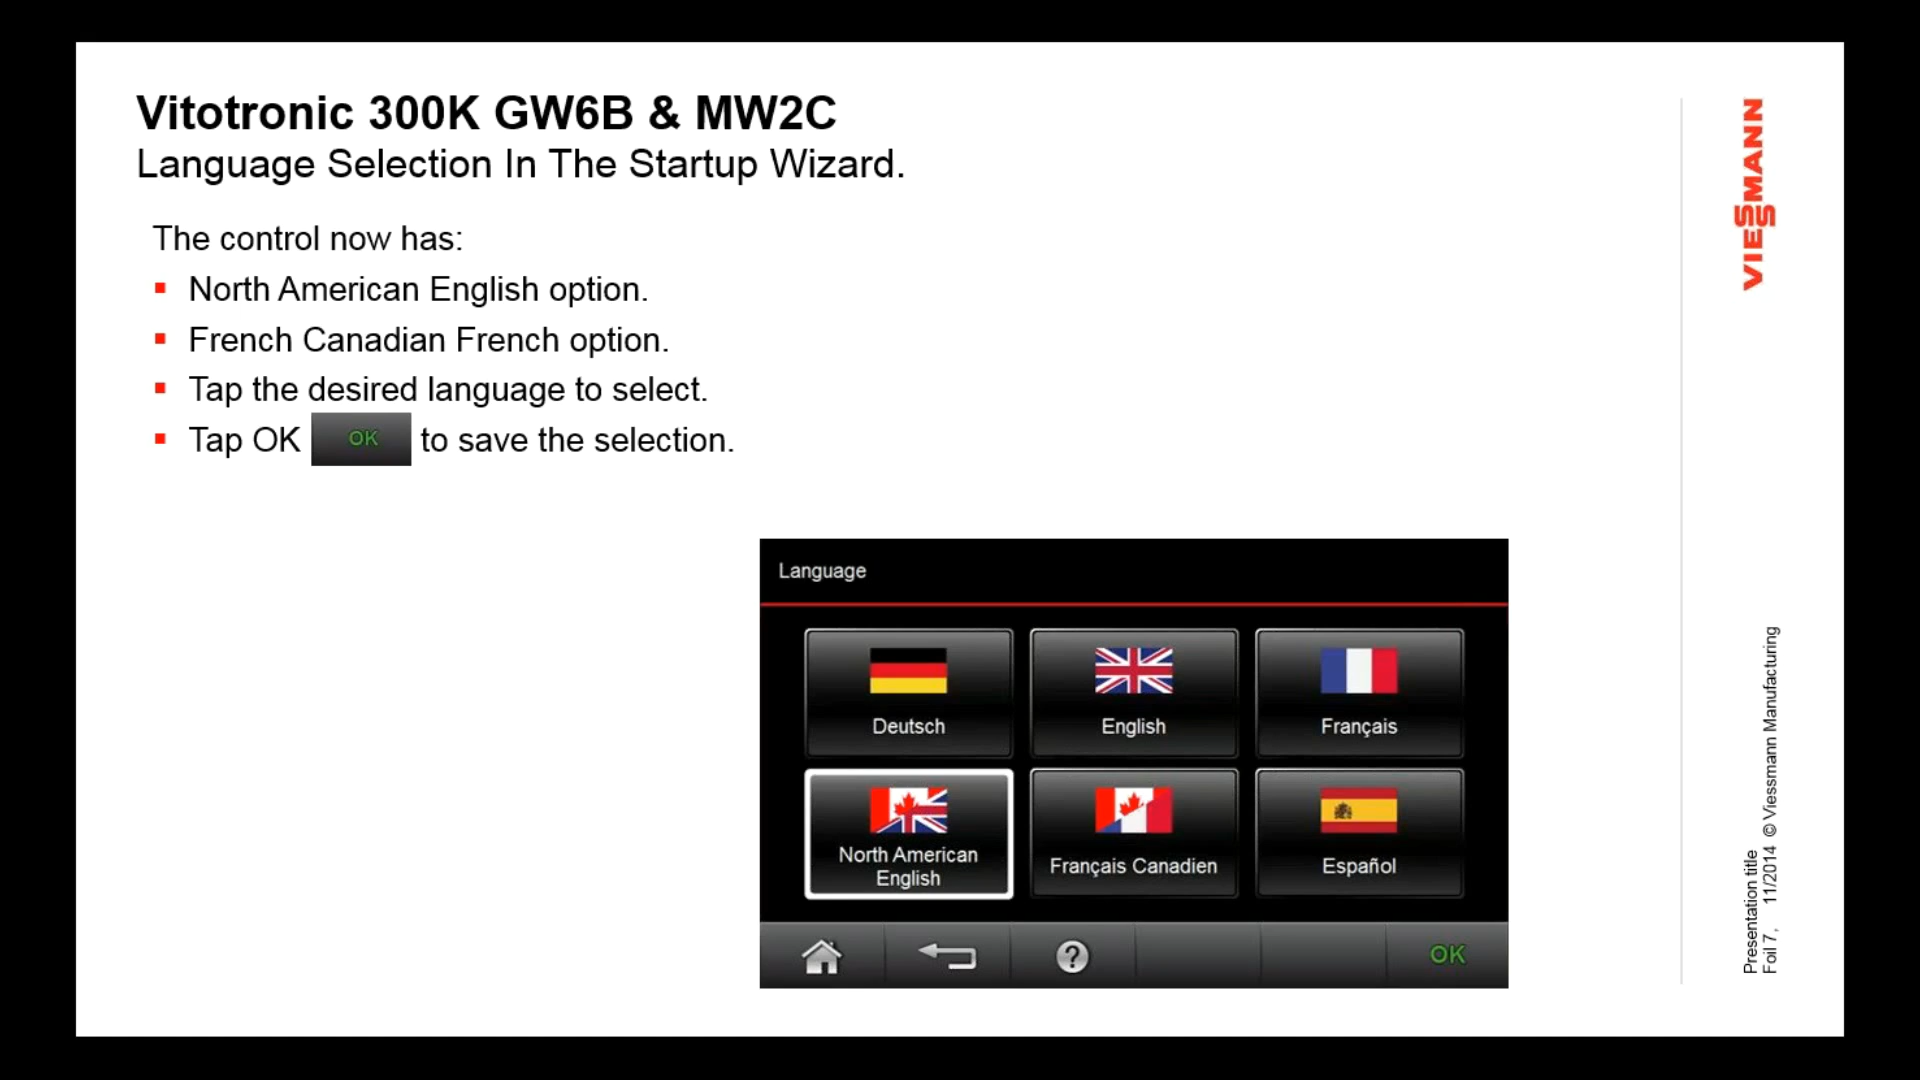 Vitotronic 300K GW6B & MW2C
Language Selection In The Startup Wizard.
The control now has:
North American English option.
French Canadian French option.
Tap the desired language to select.
Tap OK OK to save the selection.
Language
Deutsch
English
Français
North American
English
Français Canadien
Español
?
OK
VIESSMANN
Presentation title
Foil 7, 11/2014 © Viessmann Manufacturing